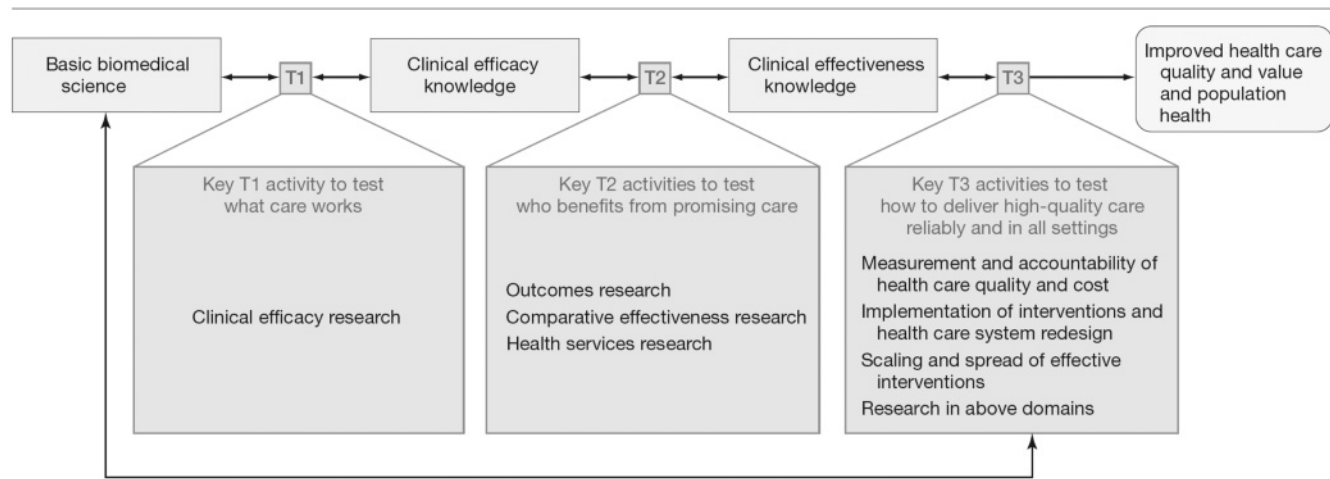 Basic biomedical
science
T1
Clinical efficacy
knowledge
T2
Clinical effectiveness
knowledge
T3
Improved health care
quality and value
and population
health
Key T1 activity to test
what care works
Clinical efficacy research
Key T2 activities to test
who benefits from promising care
Outcomes research
Comparative effectiveness research
Health services research
Key T3 activities to test
how to deliver high-quality care
reliably and in all settings
Measurement and accountability of
health care quality and cost
Implementation of interventions and
health care system redesign
Scaling and spread of effective
interventions
Research in above domains